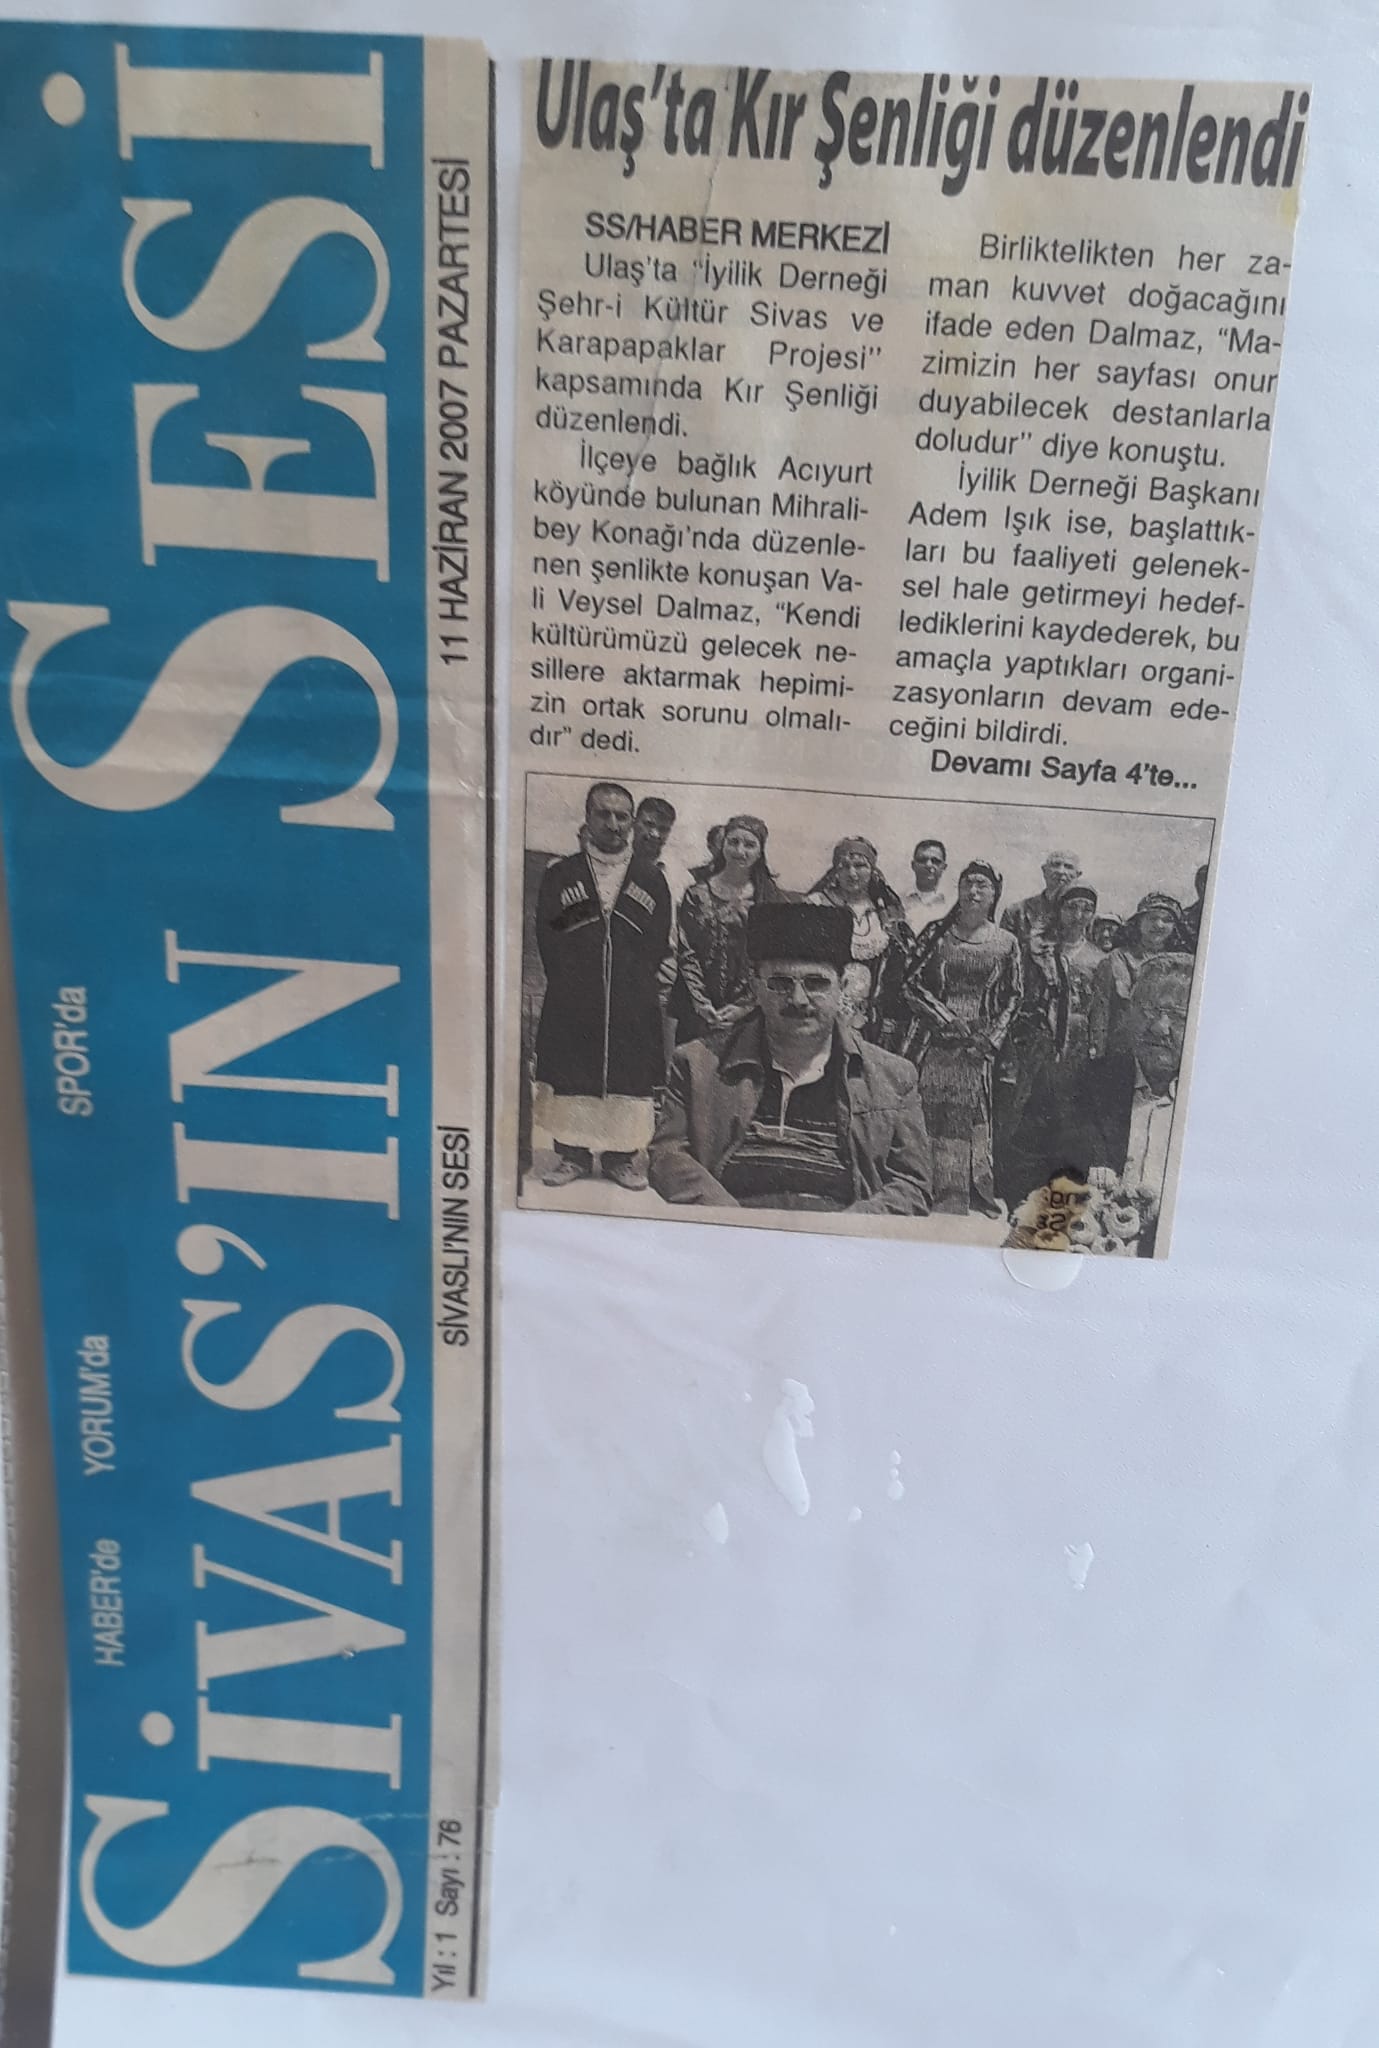 HABER'de YORUM'da SPOR'da
SİVAS'IN SESİ
Yıl : 1 Sayı : 76 SİVASLI'NIN SESİ 11 HAZİRAN 2007 PAZARTESİ
Ulaş'ta Kır Şenliği düzenlendi
SS/HABER MERKEZİ
Ulaş'ta "İyilik Derneği
Şehr-i Kültür Sivas ve
Karapapaklar Projesi"
kapsamında Kır Şenliği
düzenlendi.
İlçeye bağlık Acıyurt
köyünde bulunan Mihrali-
bey Konağı'nda düzenle-
nen şenlikte konuşan Va-
li Veysel Dalmaz, "Kendi
kültürümüzü gelecek ne-
sillere aktarmak hepimi-
zin ortak sorunu olmalı-
dır" dedi.
Birliktelikten her za-
man kuvvet doğacağını
ifade eden Dalmaz, "Ma-
zimizin her sayfası onur
duyabilecek destanlarla
doludur" diye konuştu.
İyilik Derneği Başkanı
Adem Işık ise, başlattık-
ları bu faaliyeti gelenek-
sel hale getirmeyi hedef-
lediklerini kaydederek, bu
amaçla yaptıkları organi-
zasyonların devam ede-
ceğini bildirdi.
Devamı Sayfa 4'te...